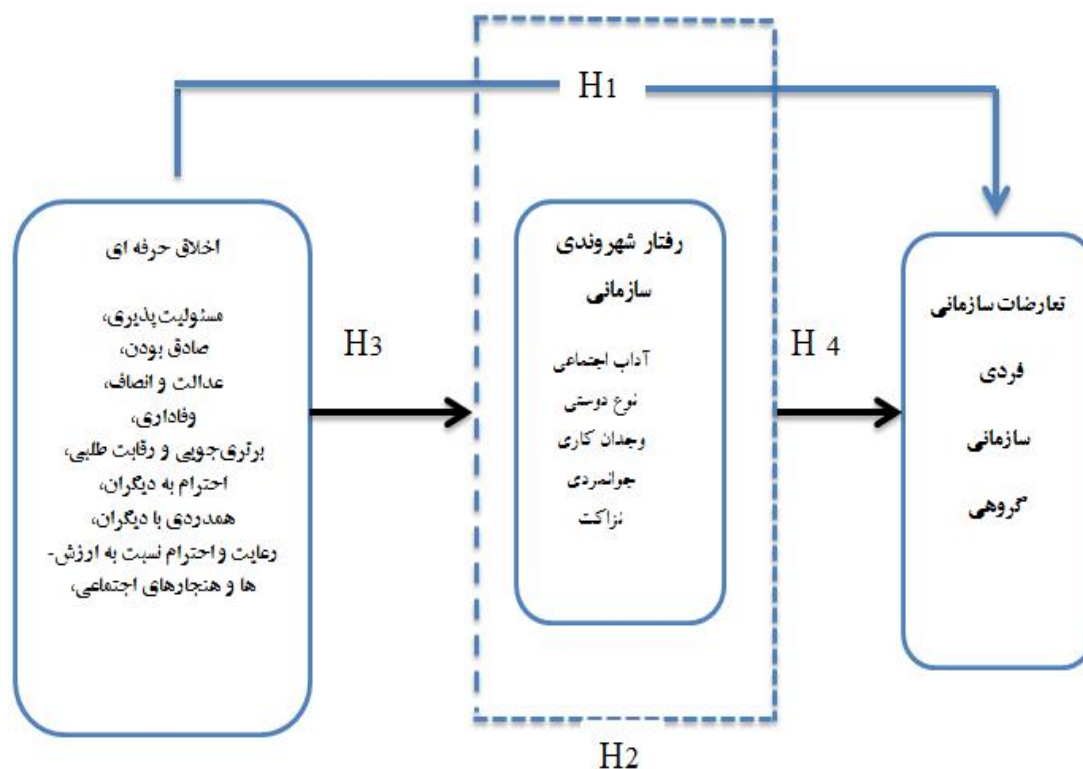 H1
اخلاق حرفه ای
مسئولیت پذیری،
صادق بودن،
عدالت و انصاف،
وفاداری،
برتری‌جویی و رقابت طلبی،
احترام به دیگران،
همدردی با دیگران،
رعایت و احترام نسبت به ارزش-
ها و هنجارهای اجتماعی،
H3
رفتار شهروندی
سازمانی
آداب اجتماعی
نوع دوستی
وجدان کاری
جوانمردی
نزاکت
H 4
تعارضات سازمانی
فردی
سازمانی
گروهی
H2